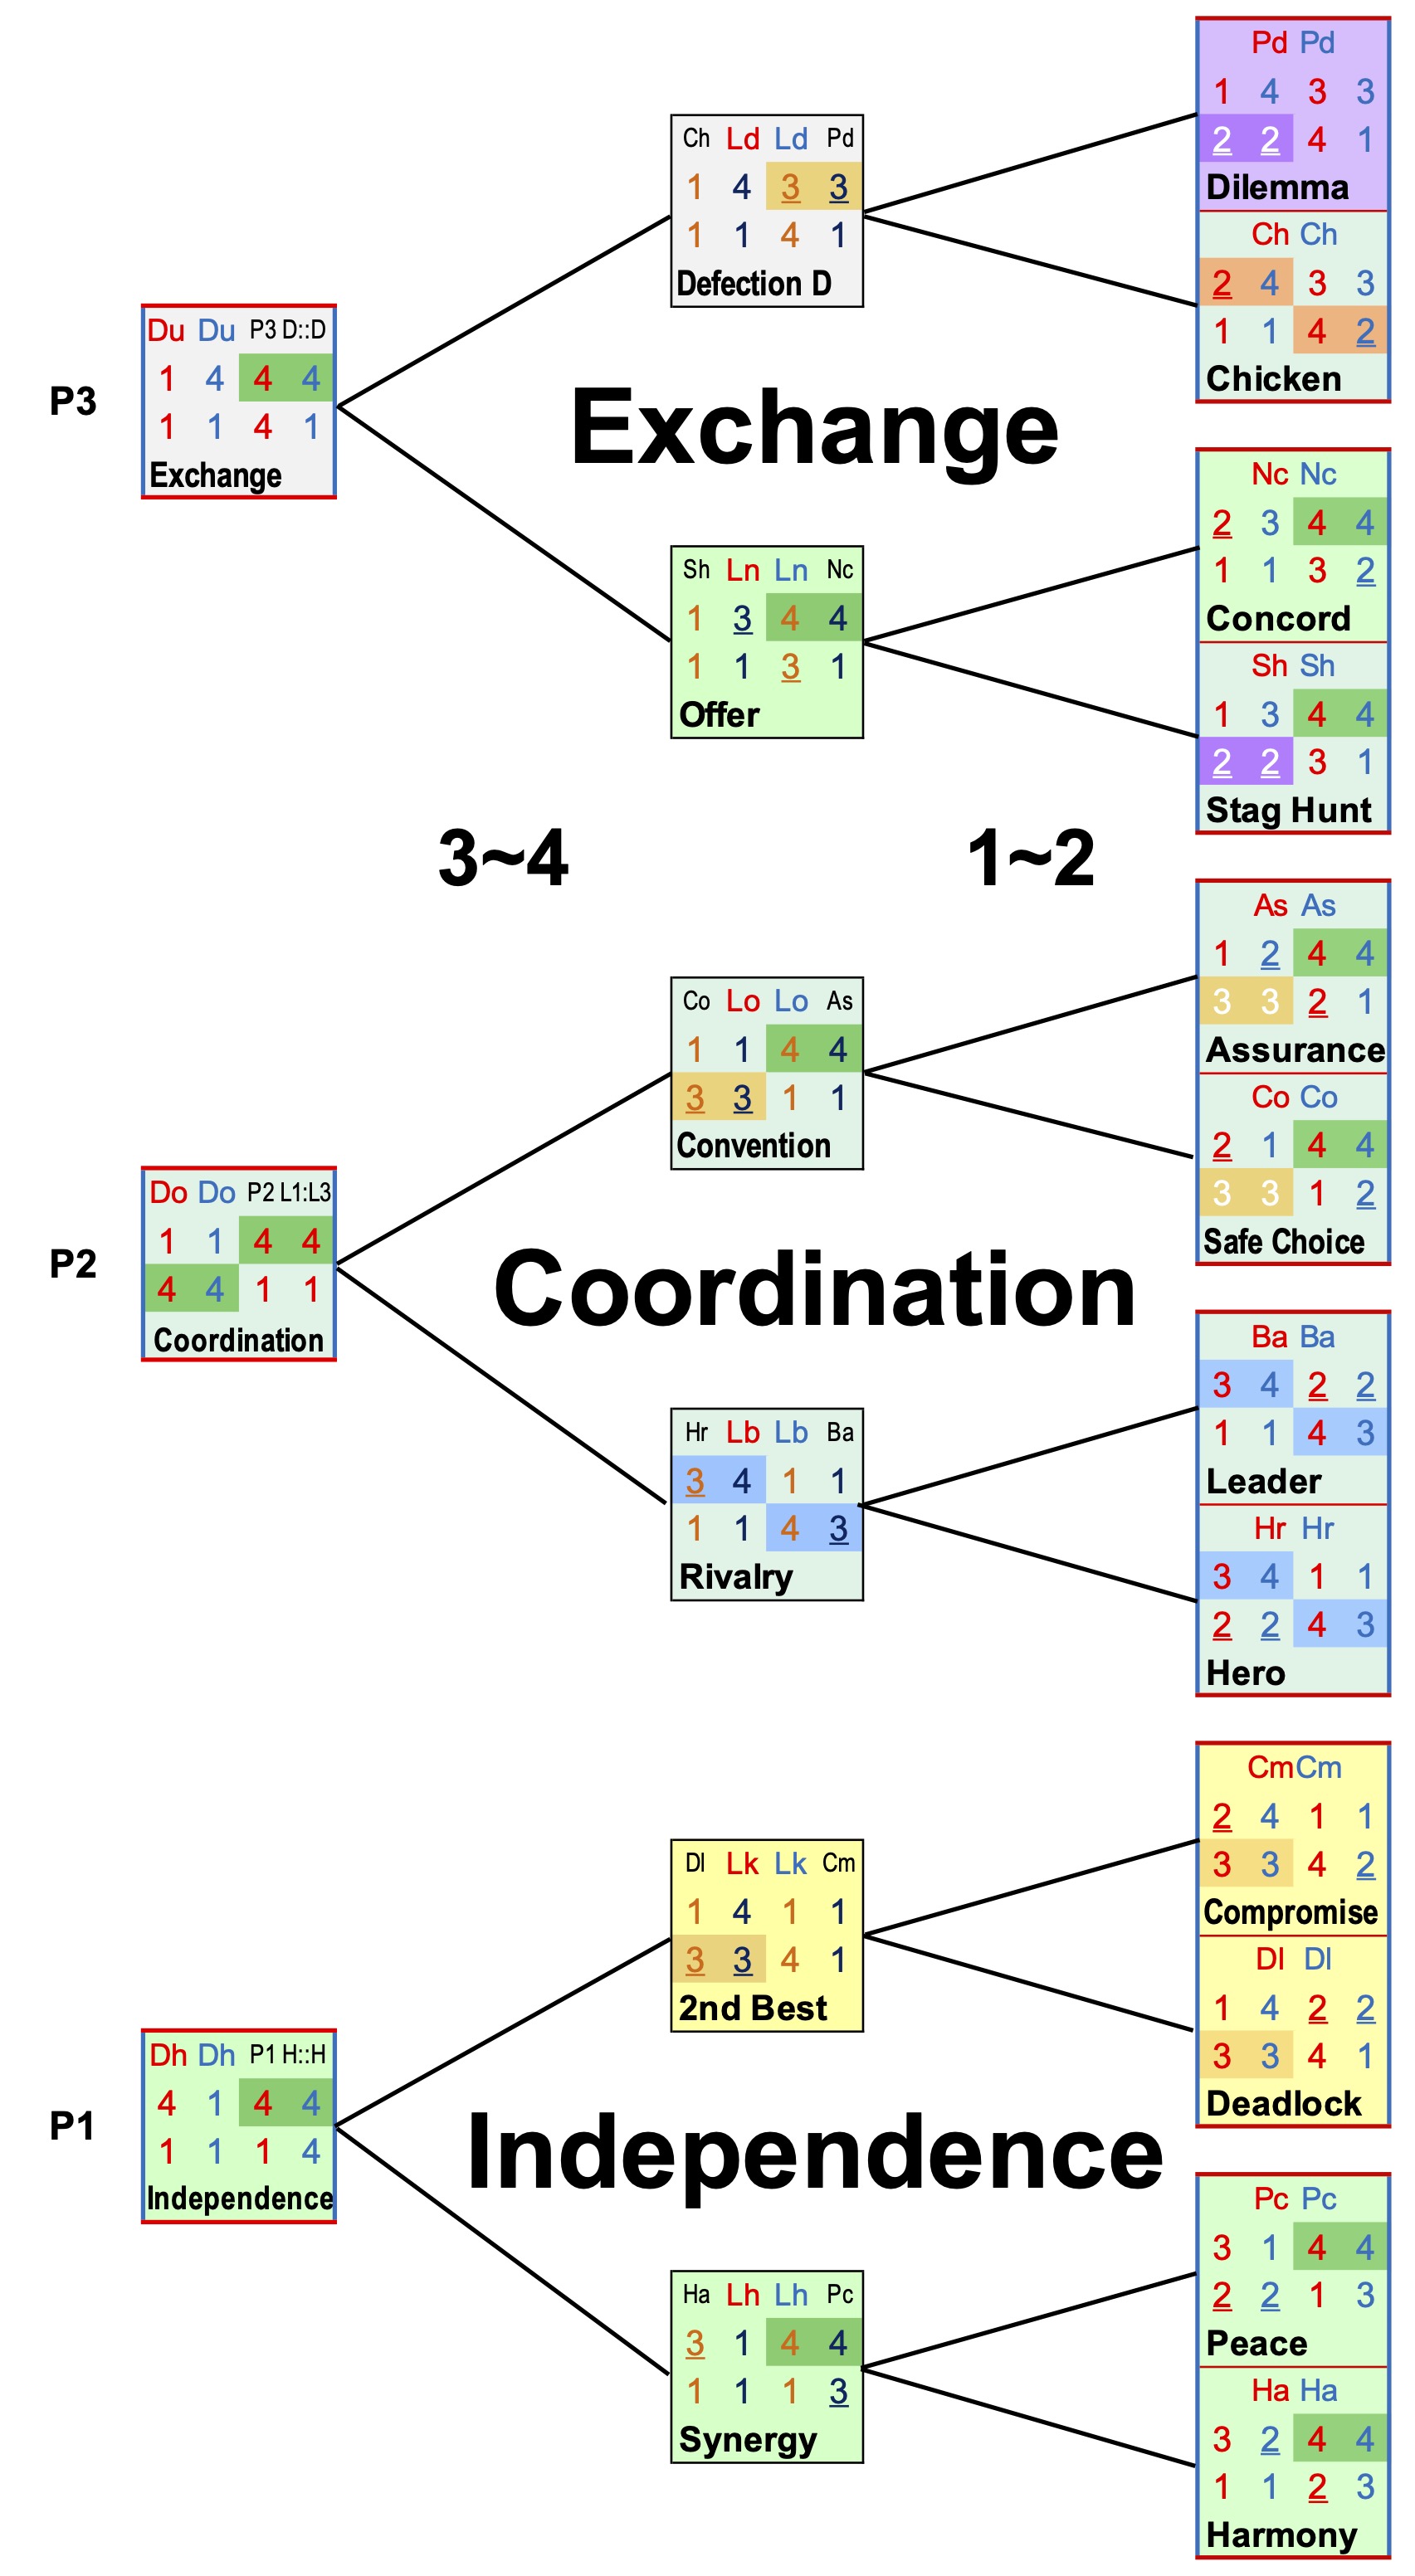 Pd Pd
1 4 3 3
2 2 4 1
Dilemma
Ch Ch
2 4 3 3
1 1 4 2
Chicken
Ch Ld Ld Pd
1 4 3 3
1 1 4 1
Defection D
P3
Du Du P3 D::D
1 4 4 4
1 1 4 1
Exchange
Exchange
Nc Nc
2 3 4 4
1 1 3 2
Concord
Sh Sh
1 3 4 4
2 2 3 1
Stag Hunt
Sh Ln Ln Nc
1 3 4 4
1 1 3 1
Offer
3~4
1~2
As As
1 2 4 4
3 3 2 1
Assurance
Co Co
2 1 4 4
3 3 1 2
Safe Choice
Co Lo Lo As
1 1 4 4
3 3 1 1
Convention
P2
Do Do P2 L1:L3
1 1 4 4
4 4 1 1
Coordination
Coordination
Ba Ba
3 4 2 2
1 1 4 3
Leader
Hr Hr
3 4 1 1
2 2 4 3
Hero
Hr Lb Lb Ba
3 4 1 1
1 1 4 3
Rivalry
Cm Cm
2 4 1 1
3 3 4 2
Compromise
Dl Dl
1 4 2 2
3 3 4 1
Deadlock
Dl Lk Lk Cm
1 4 1 1
3 3 4 1
2nd Best
P1
Dh Dh P1 H::H
4 1 4 4
1 1 1 4
Independence
Independence
Pc Pc
3 1 4 4
2 2 1 3
Peace
Ha Ha
3 2 4 4
1 1 2 3
Harmony
Ha Lh Lh Pc
3 1 4 4
1 1 1 3
Synergy